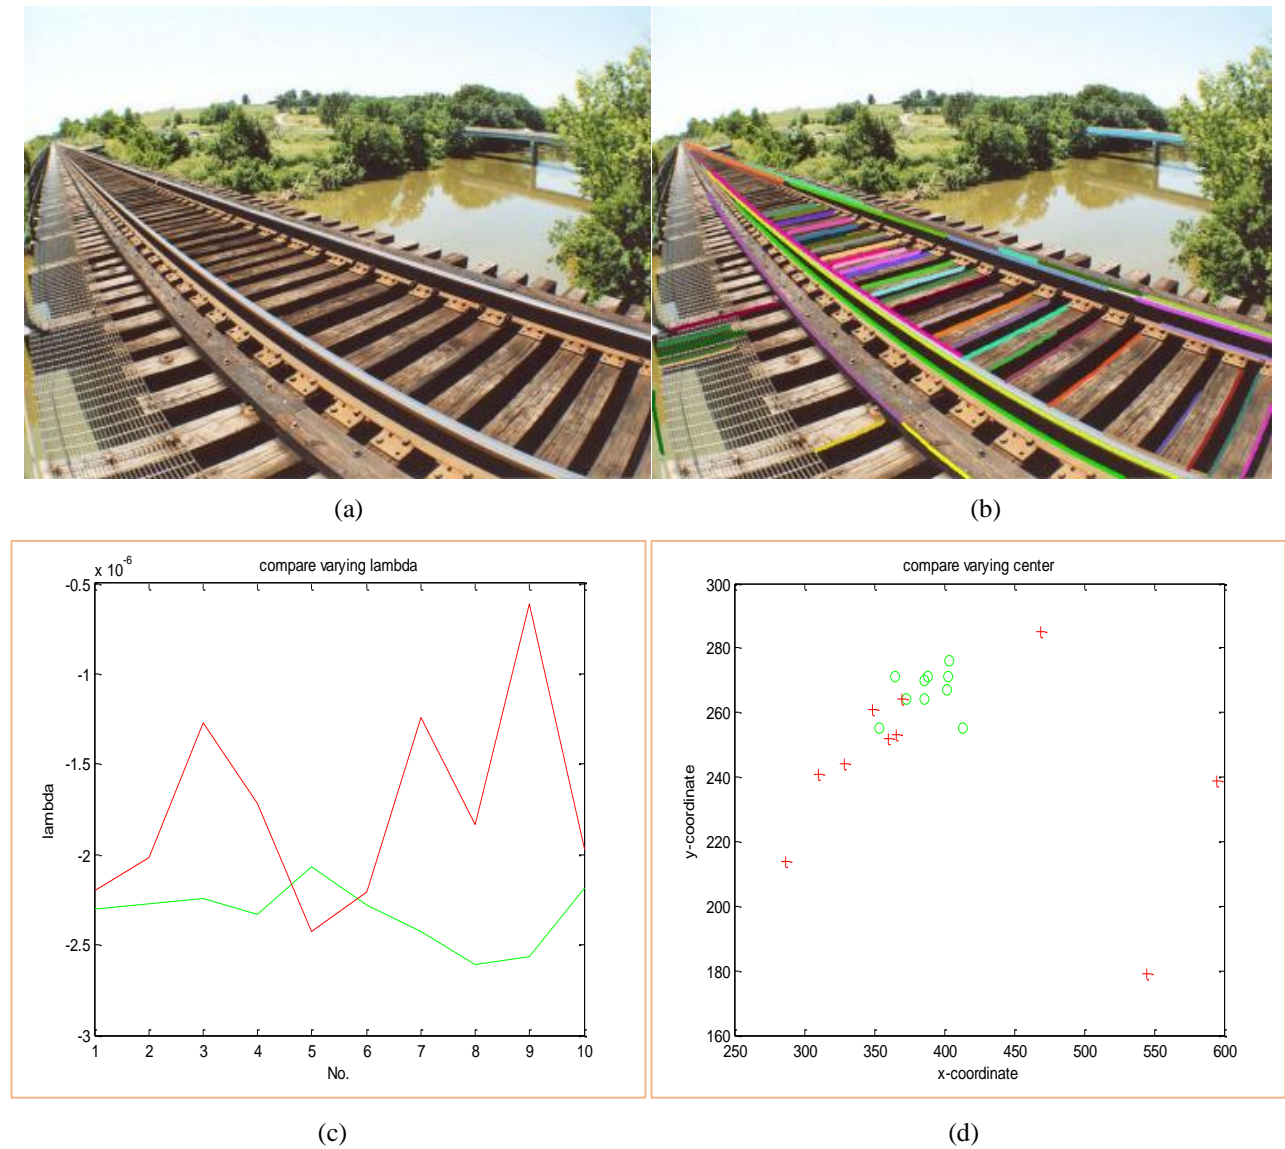 (a)
(b)
x 10^-6
compare varying lambda
-0.5
-1
-1.5
-2
-2.5
-3
lambda
1 2 3 4 5 6 7 8 9 10
No.
(c)
compare varying center
300
280
260
240
220
200
180
160
y-coordinate
250 300 350 400 450 500 550 600
x-coordinate
(d)